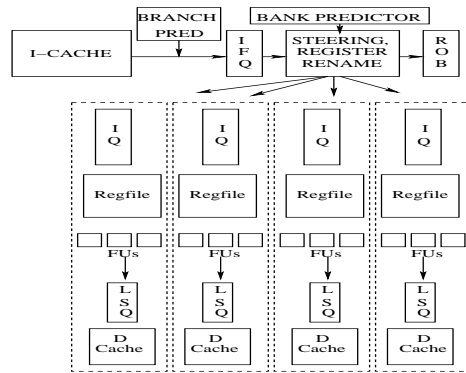 BRANCH
PRED
BANK PREDICTOR
I-CACHE
I
F
Q
STEERING,
REGISTER
RENAME
R
O
B
I
Q
I
Q
I
Q
I
Q
Regfile
Regfile
Regfile
Regfile
FUs
FUs
FUs
FUs
L
S
Q
L
S
Q
L
S
Q
L
S
Q
D
Cache
D
Cache
D
Cache
D
Cache